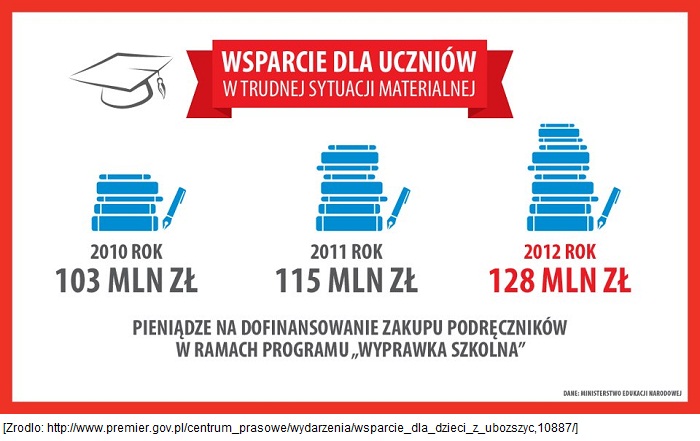 WSPARCIE DLA UCZNIÓW
W TRUDNEJ SYTUACJI MATERIALNEJ
2010 ROK
103 MLN ZŁ
2011 ROK
115 MLN ZŁ
2012 ROK
128 MLN ZŁ
PIENIĄDZE NA DOFINANSOWANIE ZAKUPU PODRĘCZNIKÓW
W RAMACH PROGRAMU „WYPRAWKA SZKOLNA”
DANE: MINISTERSTWO EDUKACJI NARODOWEJ
[Zrodlo: http://www.premier.gov.pl/centrum_prasowe/wydarzenia/wsparcie_dla_dzieci_z_ubozszyc,10887/]